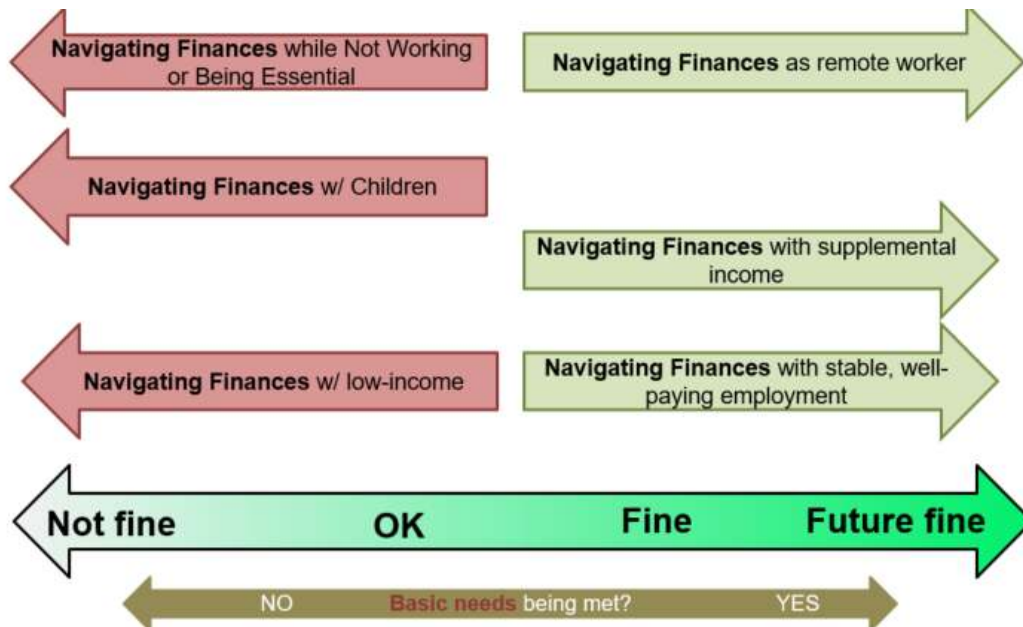 Navigating Finances while Not Working
or Being Essential
Navigating Finances as remote worker
Navigating Finances w/ Children
Navigating Finances with supplemental
income
Navigating Finances w/ low-income
Navigating Finances with stable, well-
paying employment
Not fine OK Fine Future fine
NO Basic needs being met? YES